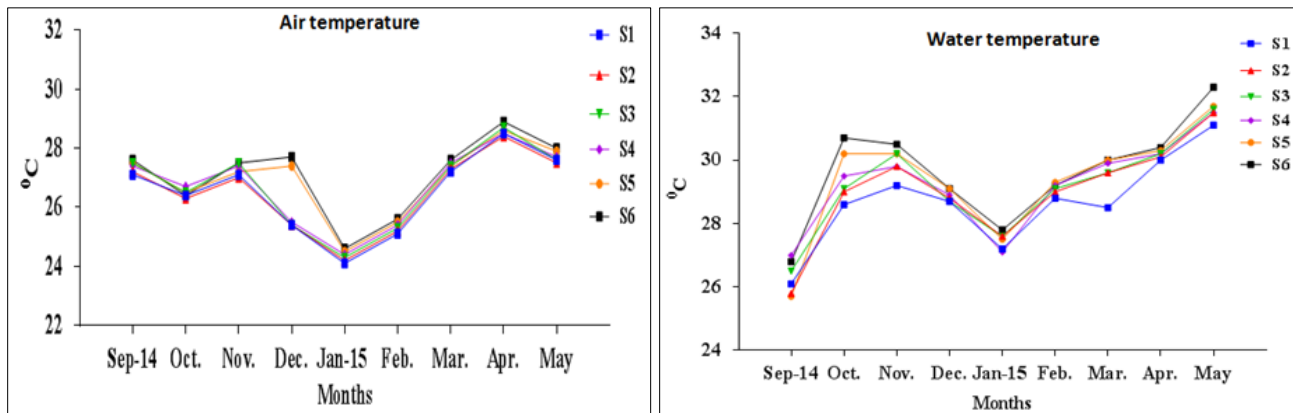 Air temperature
32
30
28
26
24
22
⁰C
S1
S2
S3
S4
S5
S6
Sep-14 Oct. Nov. Dec. Jan-15 Feb. Mar. Apr. May
Months
Water temperature
34
32
30
28
26
24
⁰C
S1
S2
S3
S4
S5
S6
Sep-14 Oct. Nov. Dec. Jan-15 Feb. Mar. Apr. May
Months